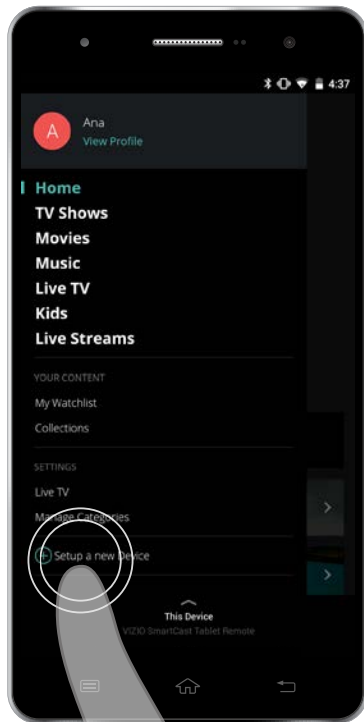 4:37
A
Ana
View Profile
Home
TV Shows
Movies
Music
Live TV
Kids
Live Streams
YOUR CONTENT
My Watchlist
Collections
SETTINGS
Live TV
Manage Categories
Setup a new Device
This Device
VIZIO SmartCast Tablet Remote